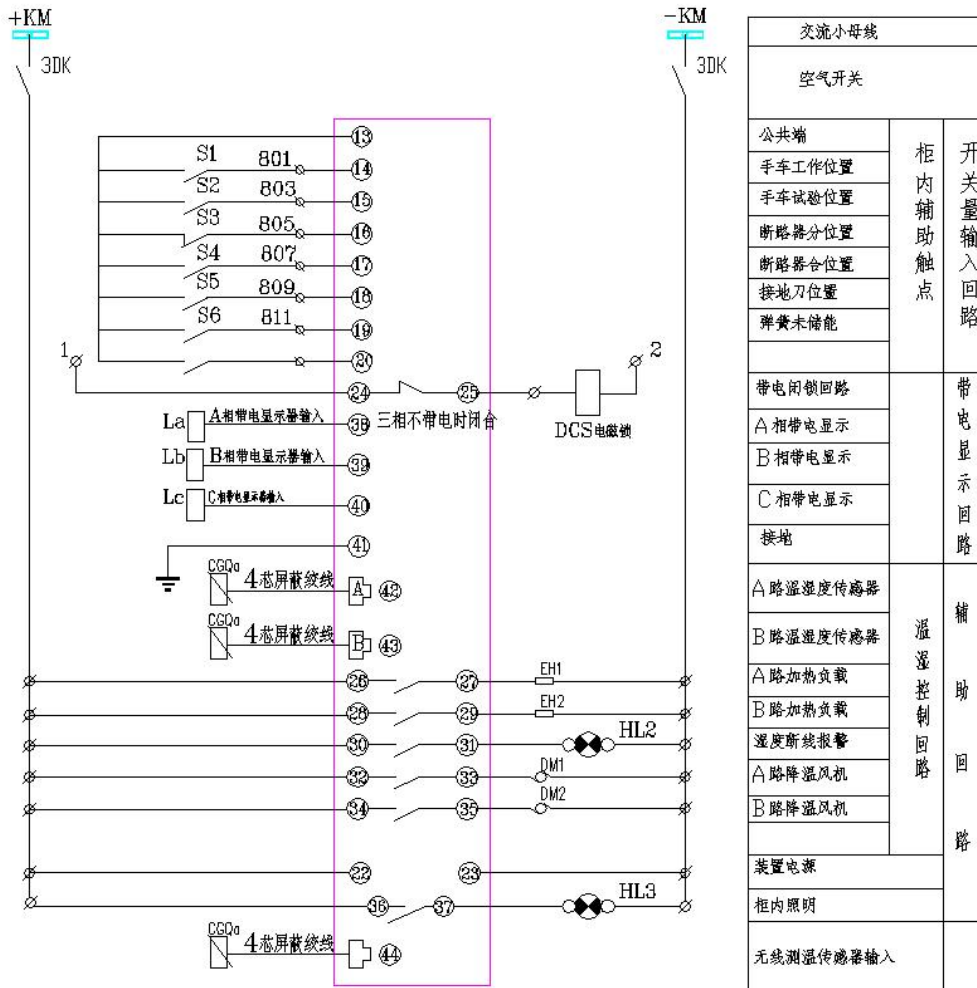 +KM
-KM
3DK
3DK
13
S1 801 14
S2 803 15
S3 805 16
S4 807 17
S5 809 18
S6 811 19
20
1
2
24 25
三相不带电时闭合
DCS电磁锁
La A相带电显示器输入 38
Lb B相带电显示器输入 39
Lc C相带电显示器输入 40
41
CGQa 4芯屏蔽绞线 A 42
CGQa 4芯屏蔽绞线 B 43
26 27 EH1
28 29 EH2
30 31 HL2
32 33 DM1
34 35 DM2
22 23
36 37 HL3
CGQa 4芯屏蔽绞线 44
交流小母线
空气开关
公共端
手车工作位置
手车试验位置
断路器分位置
断路器合位置
接地刀位置
弹簧未储能
柜内辅助触点
开关量输入回路
带电闭锁回路
A相带电显示
B相带电显示
C相带电显示
接地
带电显示回路
A路温湿度传感器
B路温湿度传感器
A路加热负载
B路加热负载
湿度断线报警
A路降温风机
B路降温风机
温湿控制回路
装置电源
柜内照明
辅助回路
无线测温传感器输入